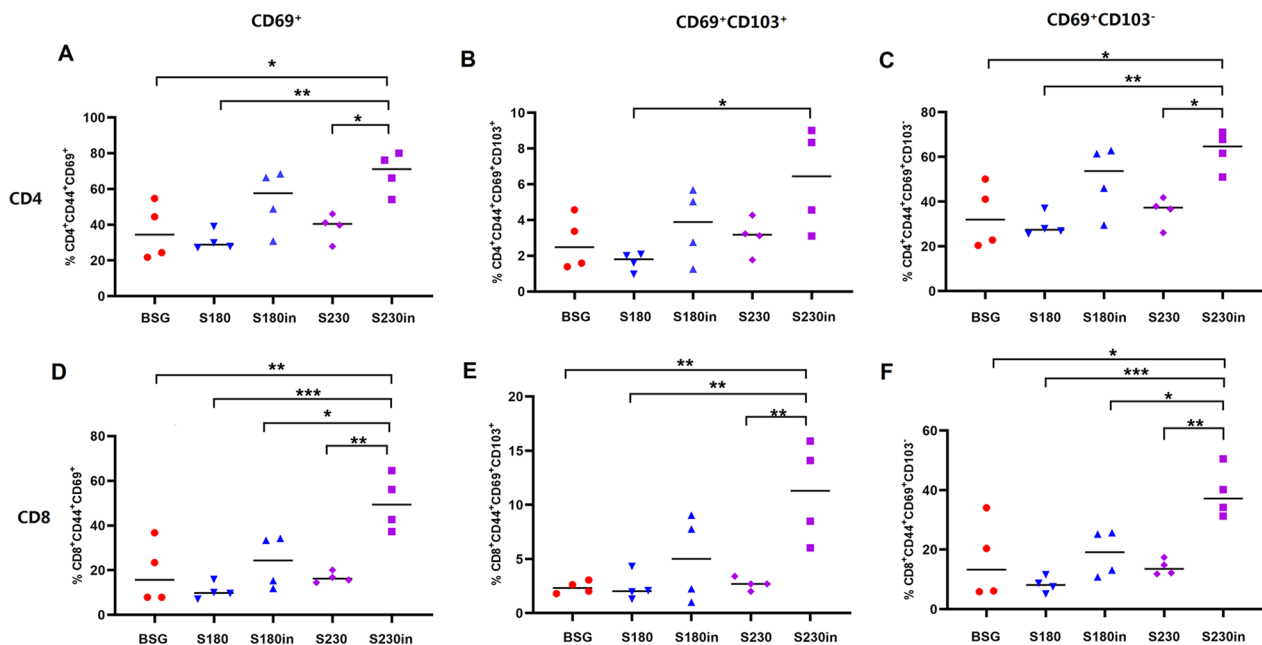 CD69⁺ CD69⁺CD103⁺ CD69⁺CD103⁻
CD4
A
% CD4⁺CD44⁺CD69⁺
100
80
60
40
20
0
* ** *
BSG S180 S180in S230 S230in
B
% CD4⁺CD44⁺CD69⁺CD103⁺
10
8
6
4
2
0
*
BSG S180 S180in S230 S230in
C
% CD4⁺CD44⁺CD69⁺CD103⁻
80
60
40
20
0
* ** *
BSG S180 S180in S230 S230in
CD8
D
% CD8⁺CD44⁺CD69⁺
80
60
40
20
0
** *** * **
BSG S180 S180in S230 S230in
E
% CD8⁺CD44⁺CD69⁺CD103⁺
20
15
10
5
0
** ** **
BSG S180 S180in S230 S230in
F
% CD8⁺CD44⁺CD69⁺CD103⁻
60
40
20
0
* *** * **
BSG S180 S180in S230 S230in